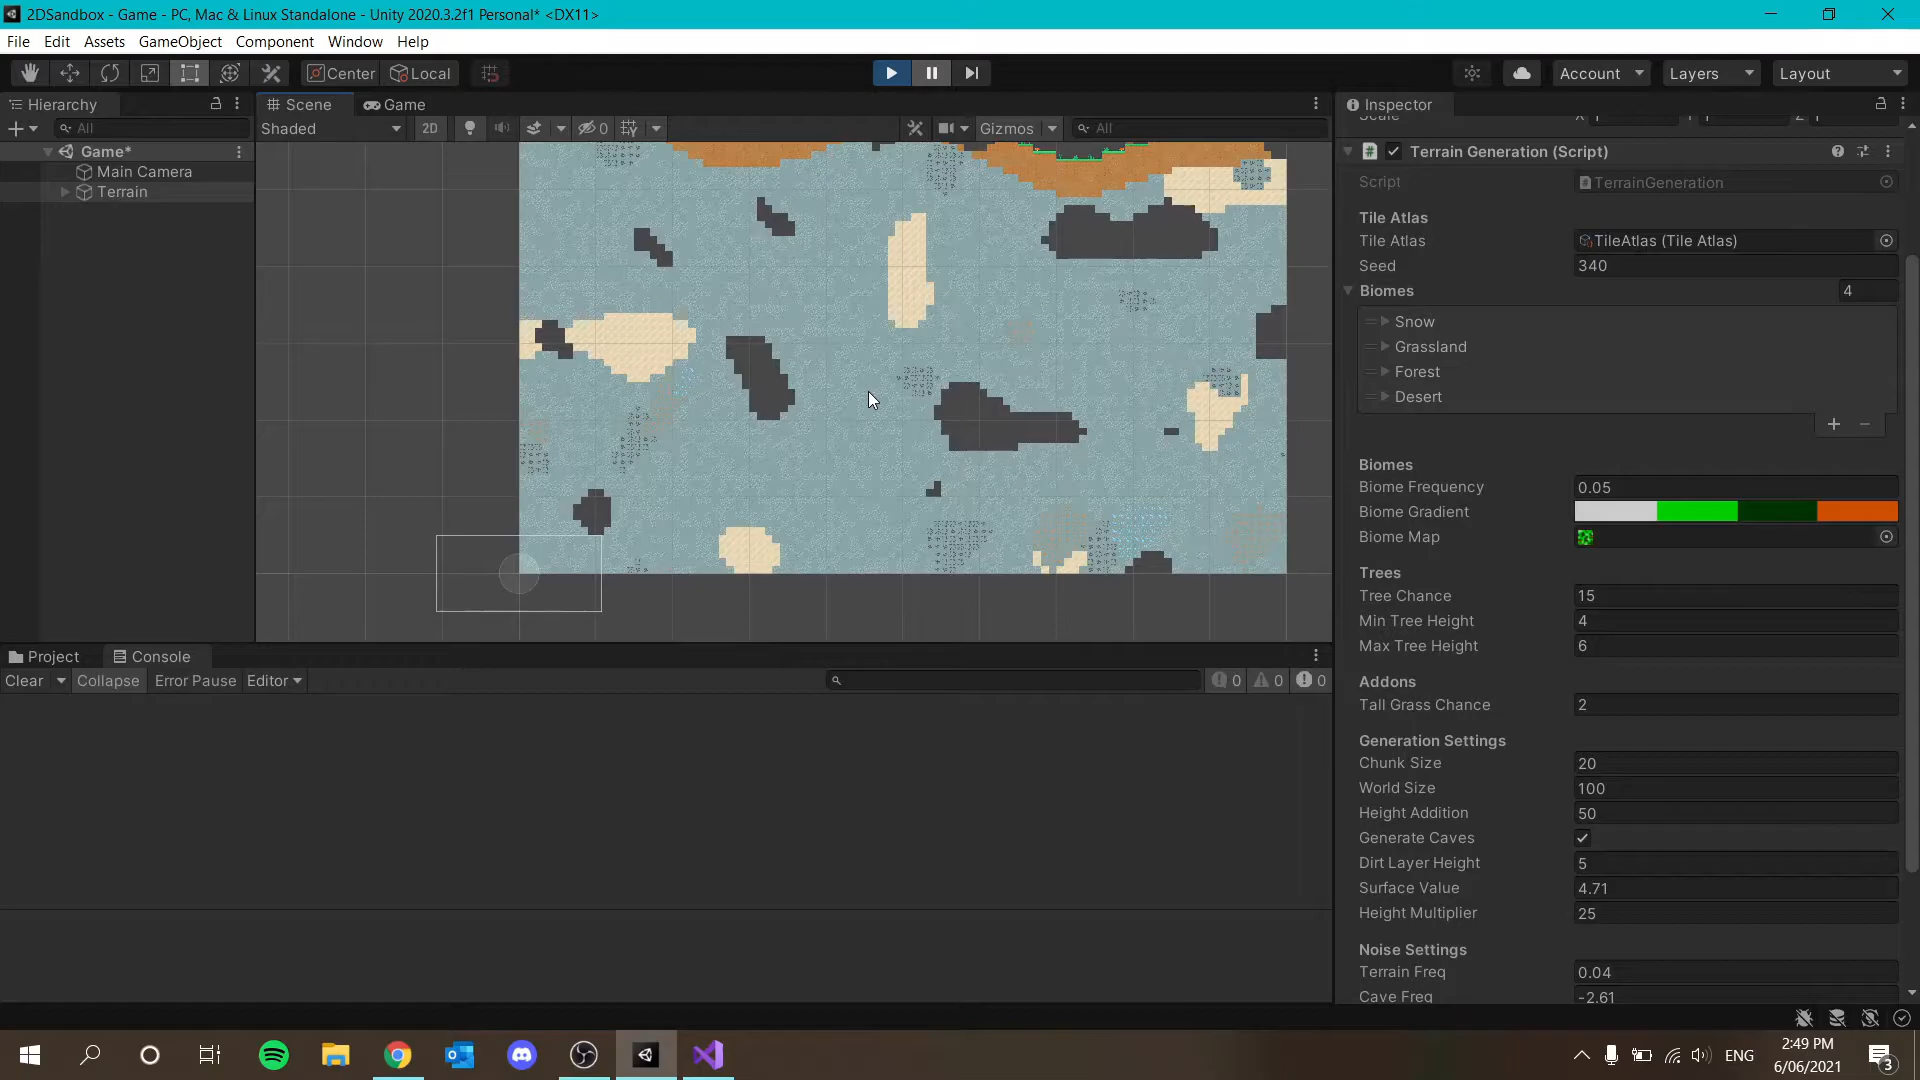 2DSandbox - Game - PC, Mac & Linux Standalone - Unity 2020.3.2f1 Personal* <DX11>
File Edit Assets GameObject Component Window Help
Center Local Account Layers Layout
Hierarchy
All
Game*
Main Camera
Terrain
Scene Game
Shaded 2D 0 Gizmos All
Inspector
Terrain Generation (Script)
Script TerrainGeneration
Tile Atlas
Tile Atlas TileAtlas (Tile Atlas)
Seed 340
Biomes 4
Snow
Grassland
Forest
Desert
Biomes
Biome Frequency 0.05
Biome Gradient
Biome Map
Trees
Tree Chance 15
Min Tree Height 4
Max Tree Height 6
Addons
Tall Grass Chance 2
Generation Settings
Chunk Size 20
World Size 100
Height Addition 50
Generate Caves
Dirt Layer Height 5
Surface Value 4.71
Height Multiplier 25
Noise Settings
Terrain Freq 0.04
Cave Freq -2.61
Project Console
Clear Collapse Error Pause Editor 0 0 0
ENG
2:49 PM
6/06/2021
3